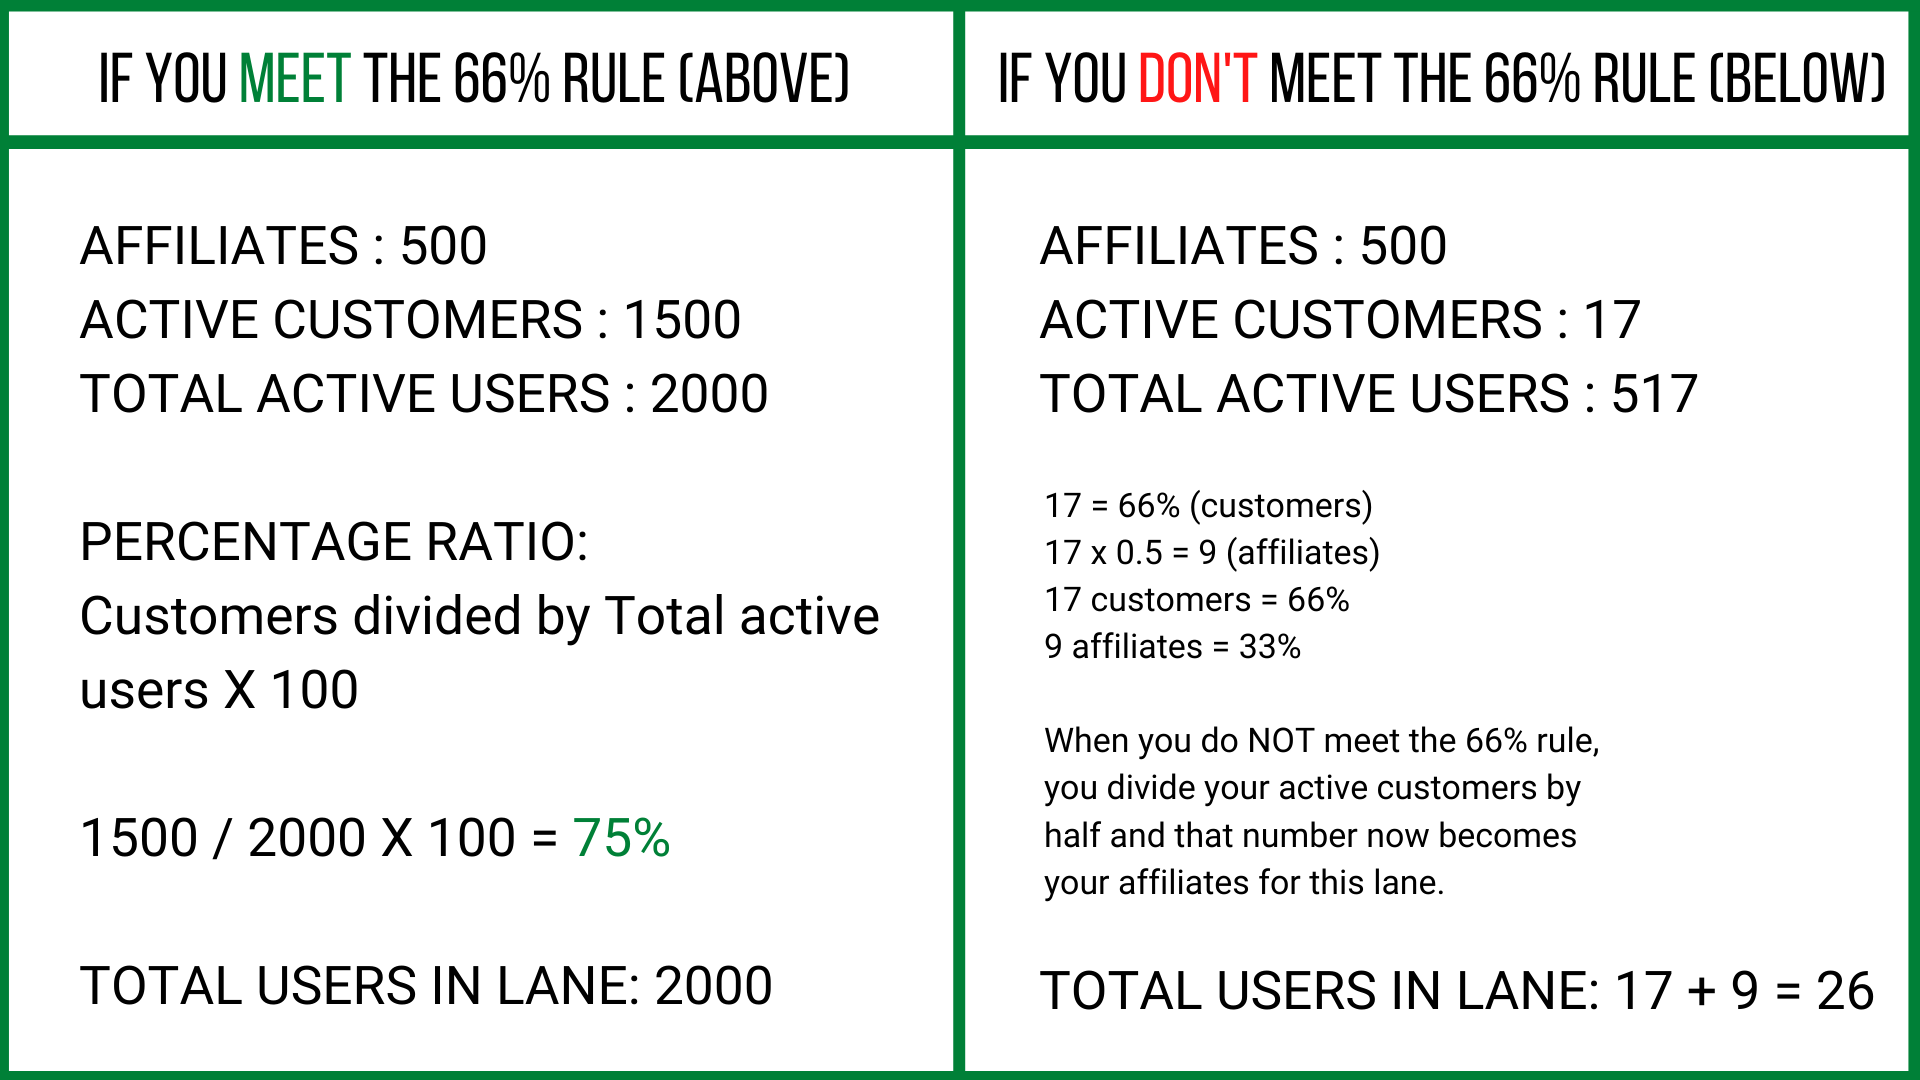 IF YOU MEET THE 66% RULE (ABOVE)
AFFILIATES : 500
ACTIVE CUSTOMERS : 1500
TOTAL ACTIVE USERS : 2000
PERCENTAGE RATIO:
Customers divided by Total active
users X 100
1500 / 2000 X 100 = 75%
TOTAL USERS IN LANE: 2000
IF YOU DON'T MEET THE 66% RULE (BELOW)
AFFILIATES : 500
ACTIVE CUSTOMERS : 17
TOTAL ACTIVE USERS : 517
17 = 66% (customers)
17 x 0.5 = 9 (affiliates)
17 customers = 66%
9 affiliates = 33%
When you do NOT meet the 66% rule,
you divide your active customers by
half and that number now becomes
your affiliates for this lane.
TOTAL USERS IN LANE: 17 + 9 = 26